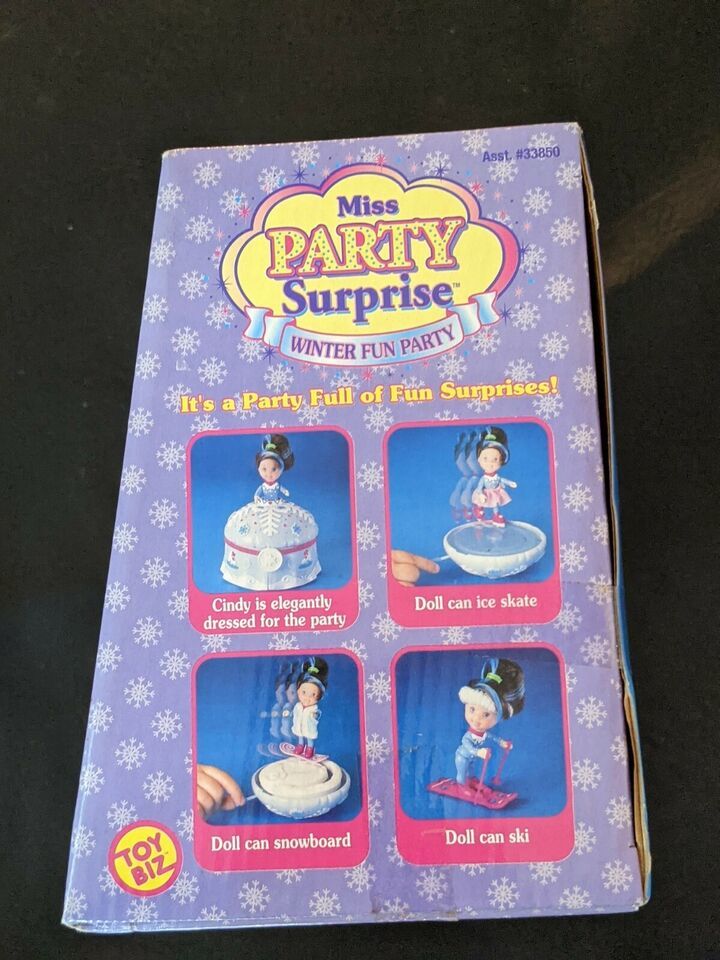 Asst. #33850
Miss
PARTY
Surprise™
WINTER FUN PARTY
It's a Party Full of Fun Surprises!
Cindy is elegantly
dressed for the party
Doll can ice skate
Doll can snowboard
Doll can ski
TOY
BIZ